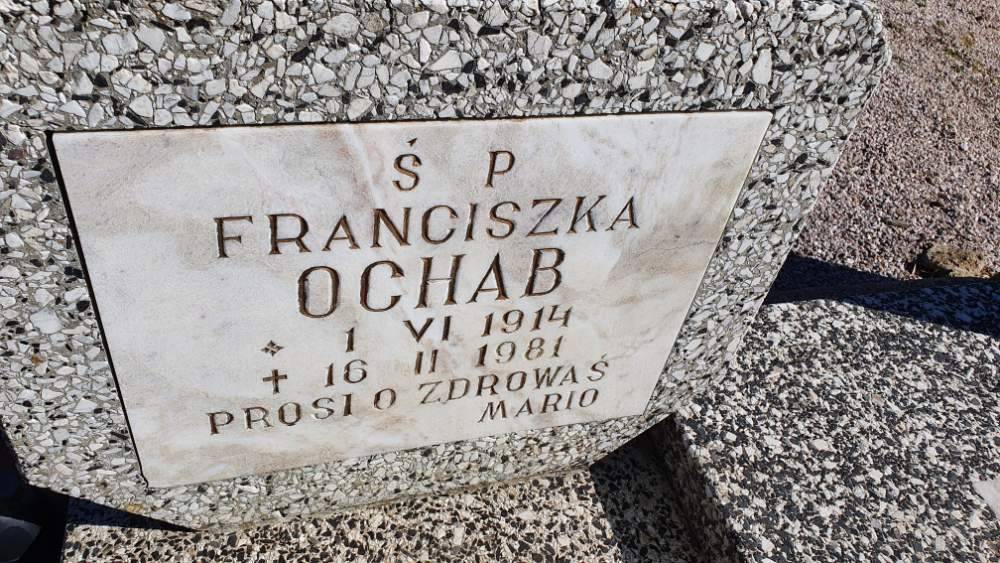 Ś P
FRANCISZKA
OCHAB
* 1 VI 1914
+ 16 II 1981
PROSI O ZDROWAŚ
MARIO